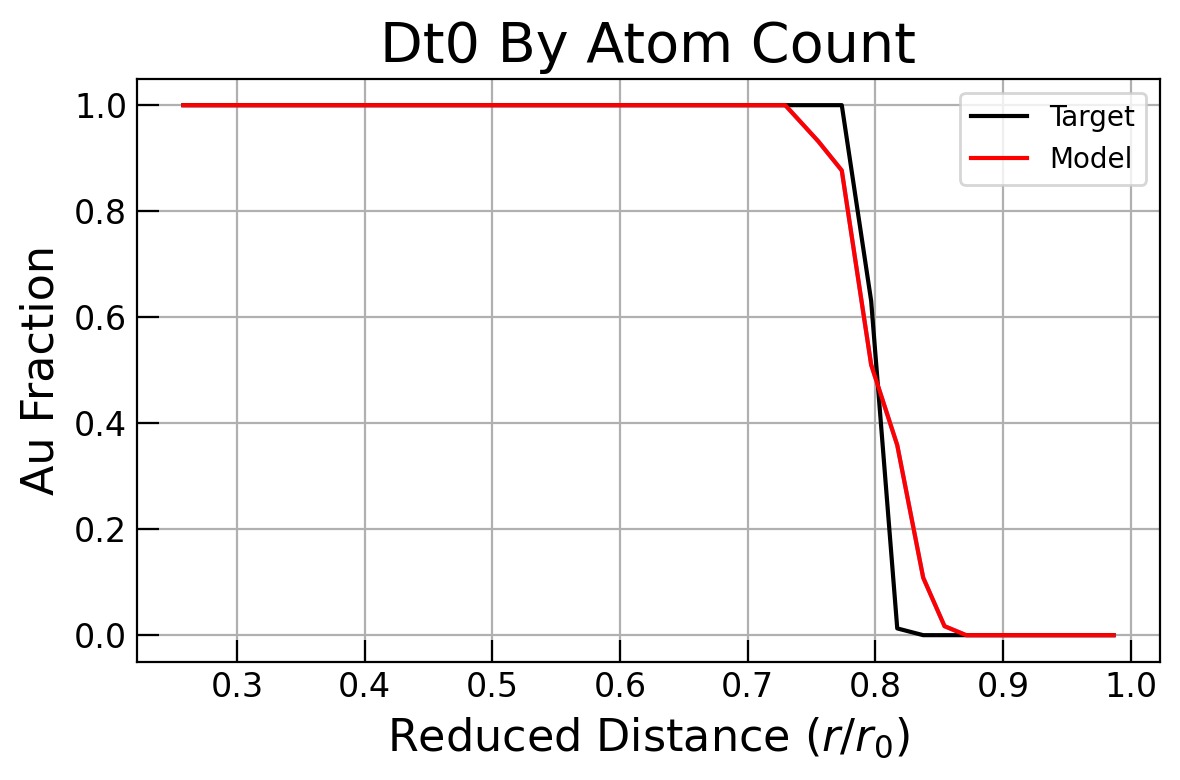 Dt0 By Atom Count
1.0
0.8
0.6
0.4
0.2
0.0
Au Fraction
Target
Model
0.3 0.4 0.5 0.6 0.7 0.8 0.9 1.0
Reduced Distance (r/r₀)